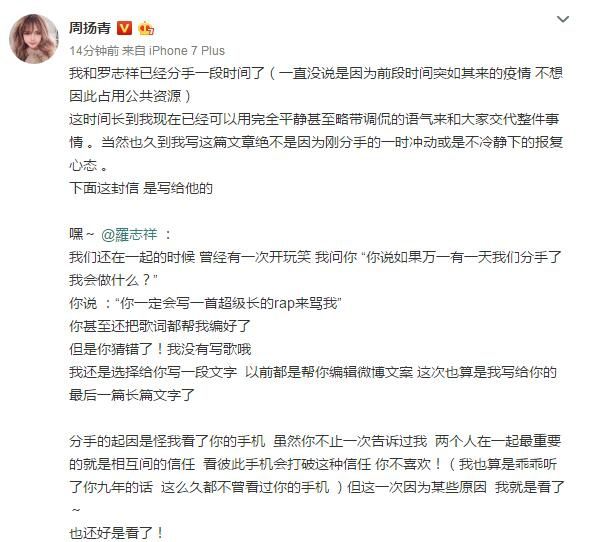 周扬青
14分钟前 来自 iPhone 7 Plus
我和罗志祥已经分手一段时间了（一直没说是因为前段时间突如其来的疫情 不想
因此占用公共资源）
这时间长到我现在已经可以用完全平静甚至略带调侃的语气来和大家交代整件事
情 。当然也久到我写这篇文章绝不是因为刚分手的一时冲动或是不冷静下的报复
心态 。
下面这封信 是写给他的
嘿～ @羅志祥 ：
我们还在一起的时候 曾经有一次开玩笑 我问你 “你说如果万一有一天我们分手了
我会做什么？”
你说 ：“你一定会写一首超级长的rap来骂我”
你甚至还把歌词都帮我编好了
但是你猜错了！我没有写歌哦
我还是选择给你写一段文字 以前都是帮你编辑微博文案 这次也算是我写给你的
最后一篇长篇文字了
分手的起因是怪我看了你的手机 虽然你不止一次告诉过我 两个人在一起最重要
的就是相互间的信任 看彼此手机会打破这种信任 你不喜欢！（ 我也算是乖乖听
了你九年的话 这么久都不曾看过你的手机 ）但这一次因为某些原因 我就是看了
～
也还好是看了！